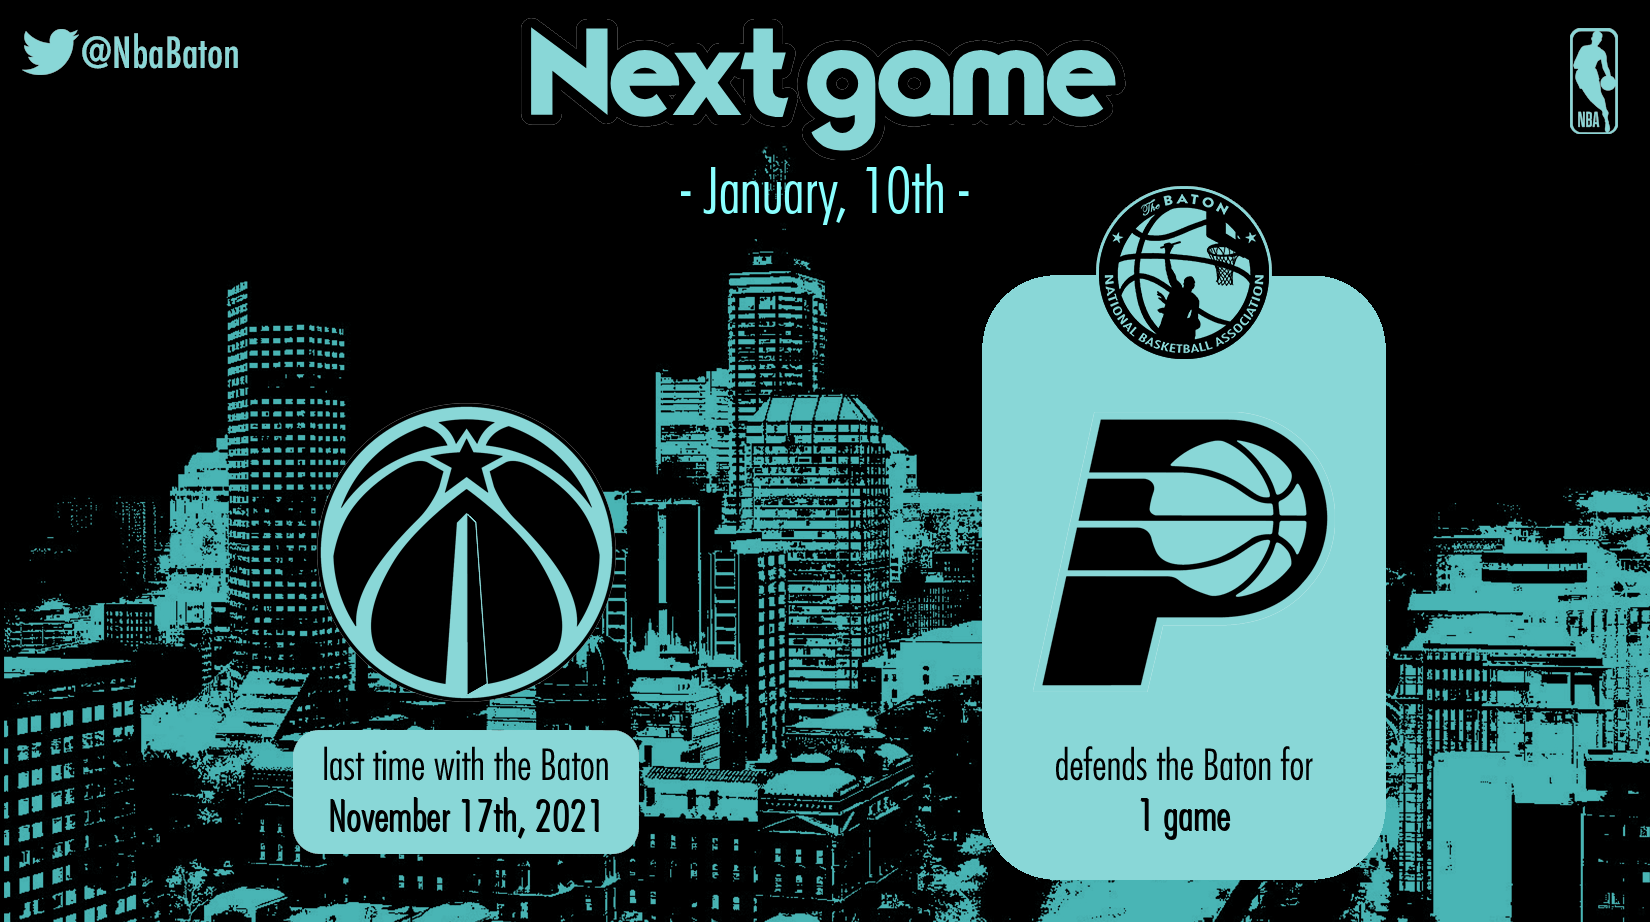 @NbaBaton
Next game
NBA
- January, 10th -
The BATON
NATIONAL BASKETBALL ASSOCIATION
last time with the Baton
November 17th, 2021
defends the Baton for
1 game